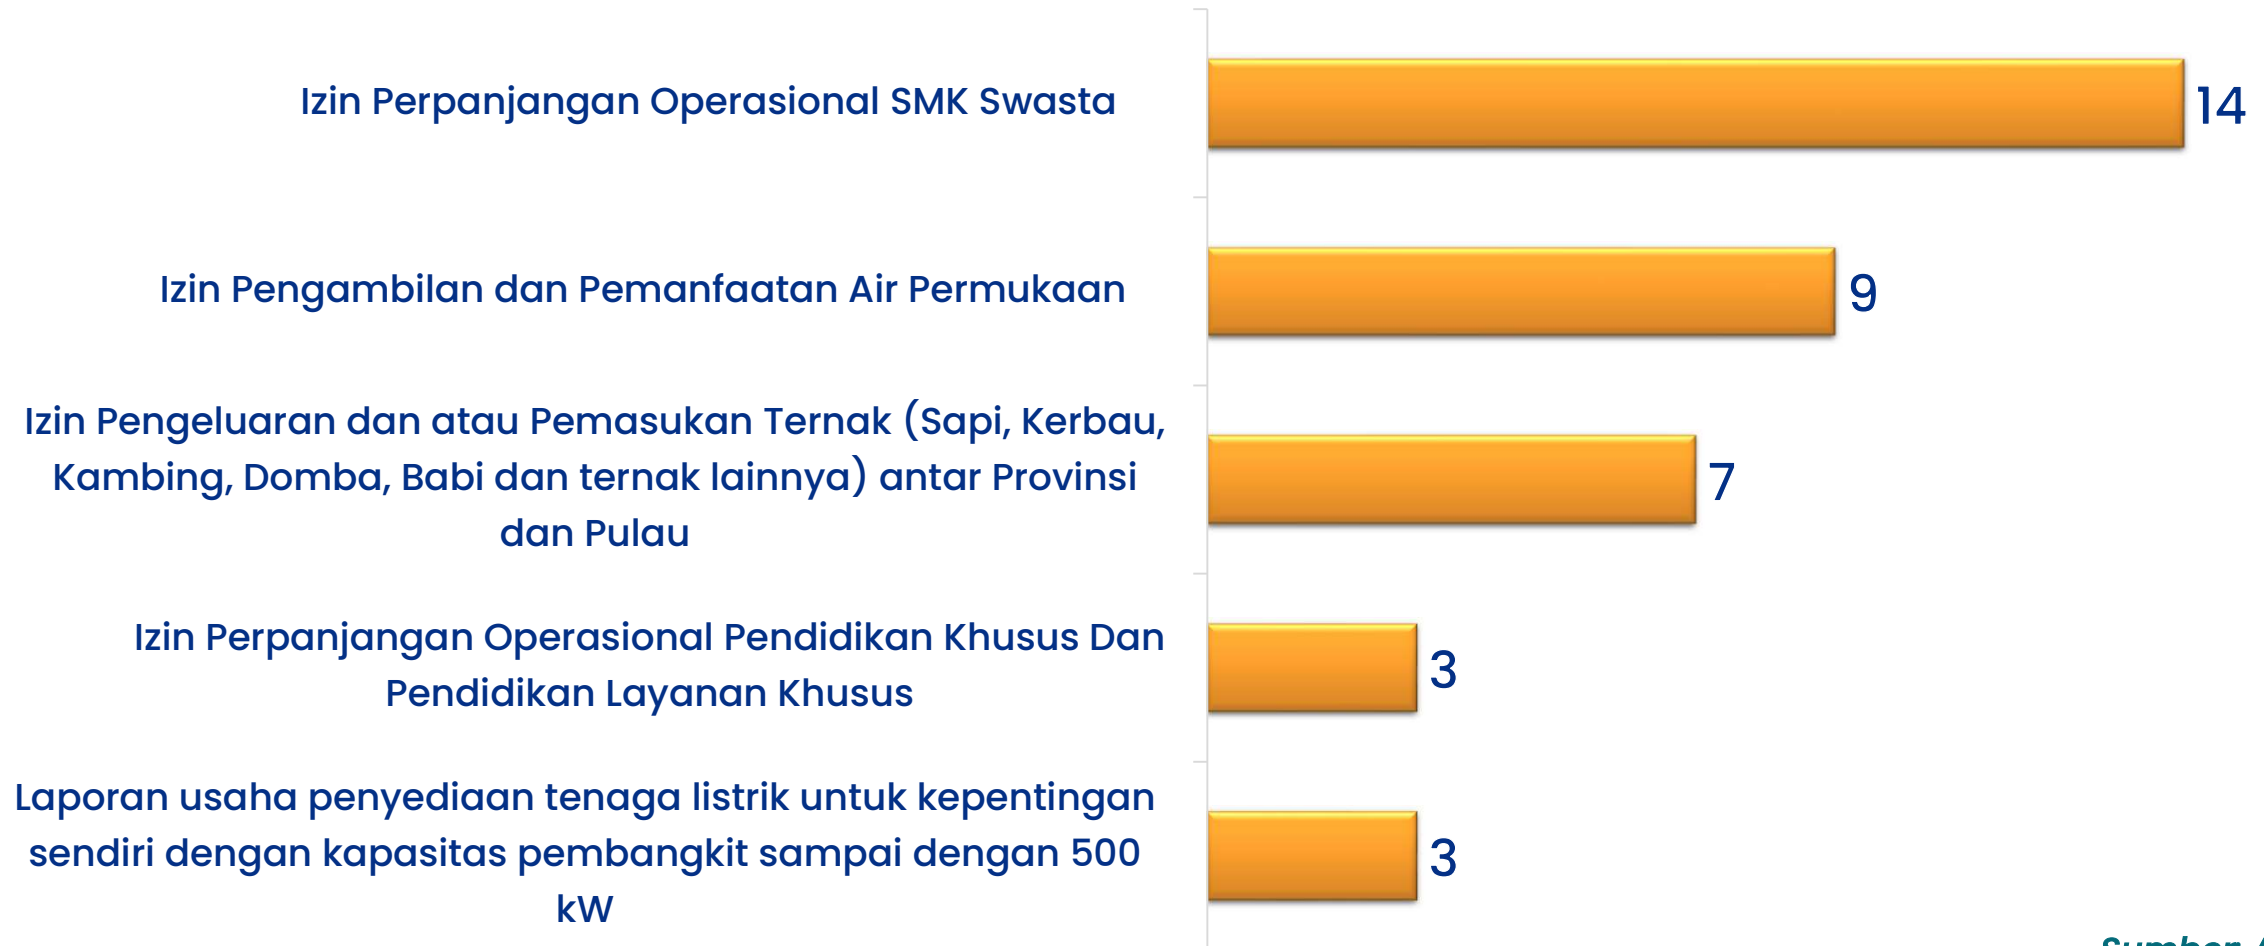 Izin Perpanjangan Operasional SMK Swasta
14
Izin Pengambilan dan Pemanfaatan Air Permukaan
9
Izin Pengeluaran dan atau Pemasukan Ternak (Sapi, Kerbau,
Kambing, Domba, Babi dan ternak lainnya) antar Provinsi
dan Pulau
7
Izin Perpanjangan Operasional Pendidikan Khusus Dan
Pendidikan Layanan Khusus
3
Laporan usaha penyediaan tenaga listrik untuk kepentingan
sendiri dengan kapasitas pembangkit sampai dengan 500
kW
3